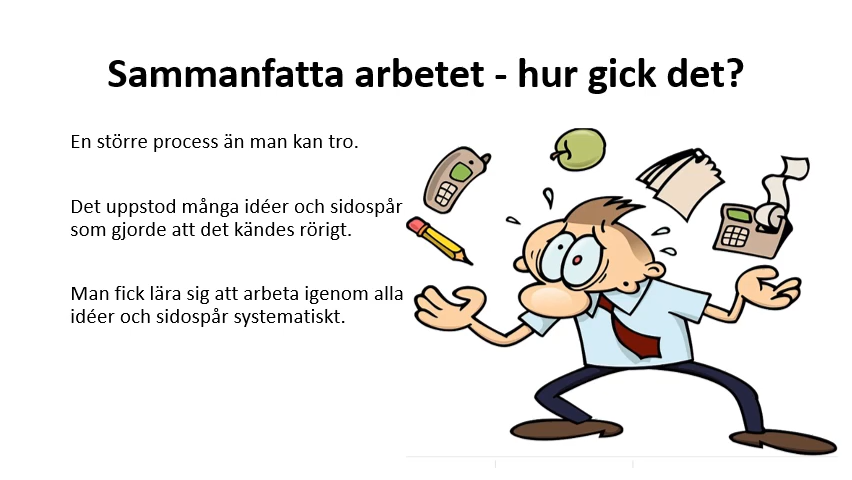 Sammanfatta arbetet - hur gick det?
En större process än man kan tro.
Det uppstod många idéer och sidospår
som gjorde att det kändes rörigt.
Man fick lära sig att arbeta igenom alla
idéer och sidospår systematiskt.